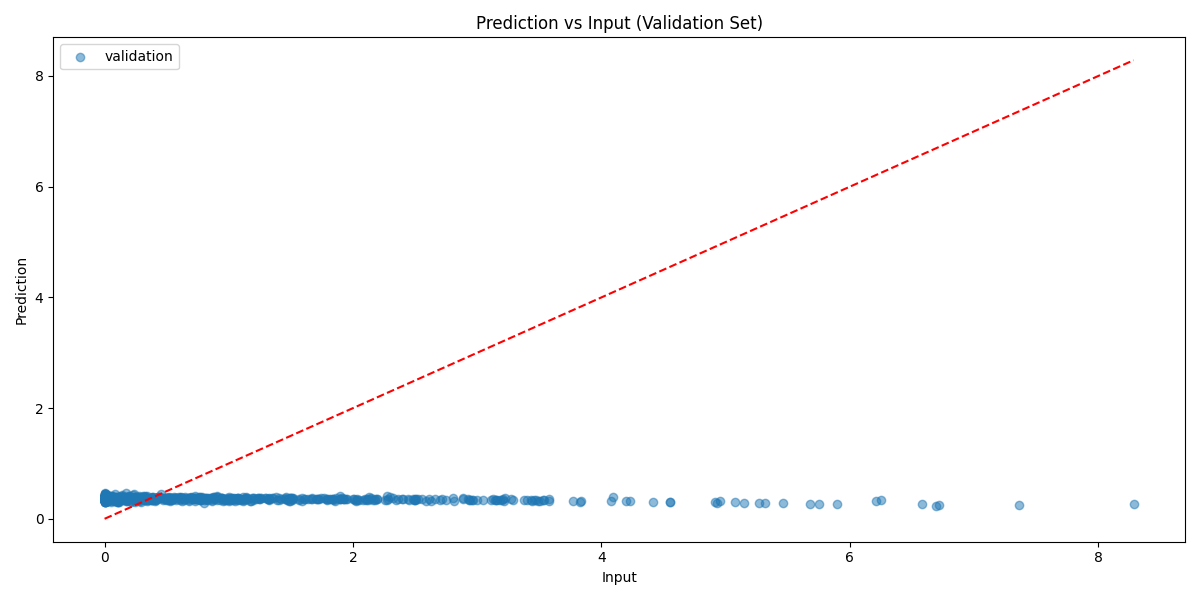 Prediction vs Input (Validation Set)
validation
8
6
4
2
0
Prediction
0 2 4 6 8
Input